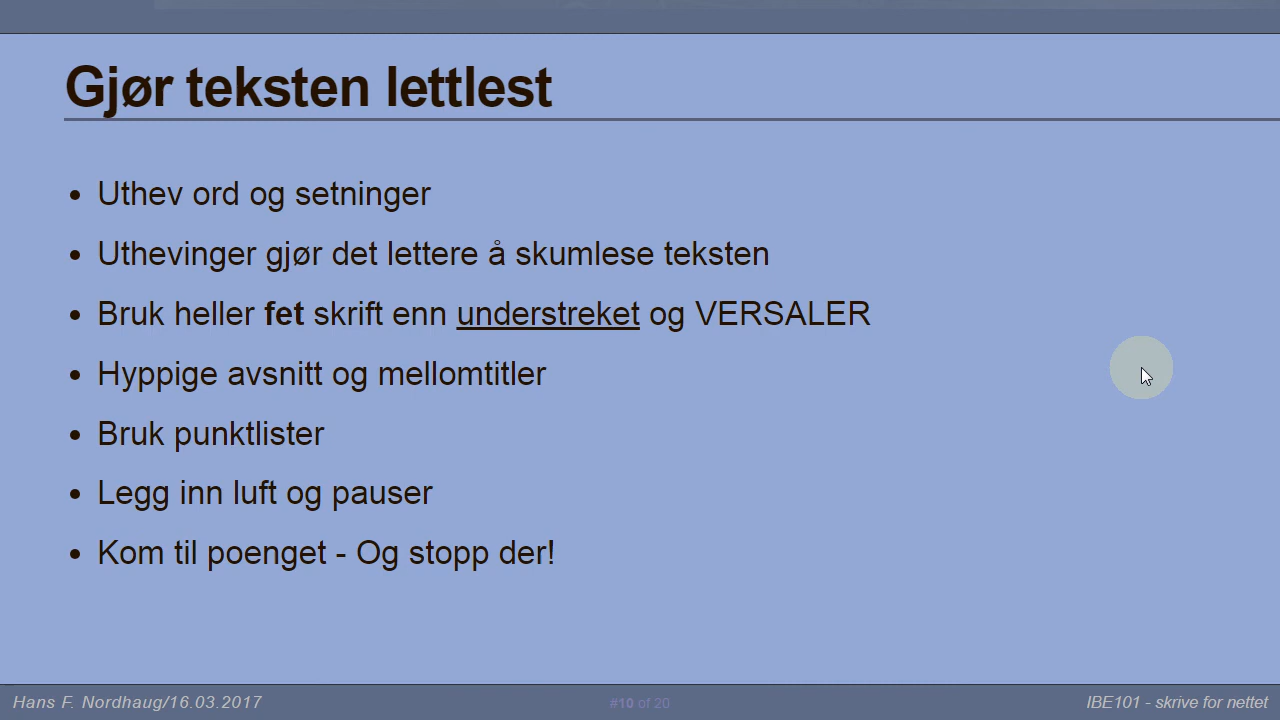 Gjør teksten lettlest
• Uthev ord og setninger
• Uthevinger gjør det lettere å skumlese teksten
• Bruk heller fet skrift enn understreket og VERSALER
• Hyppige avsnitt og mellomtitler
• Bruk punktlister
• Legg inn luft og pauser
• Kom til poenget - Og stopp der!
Hans F. Nordhaug/16.03.2017
#10 of 20
IBE101 - skrive for nettet